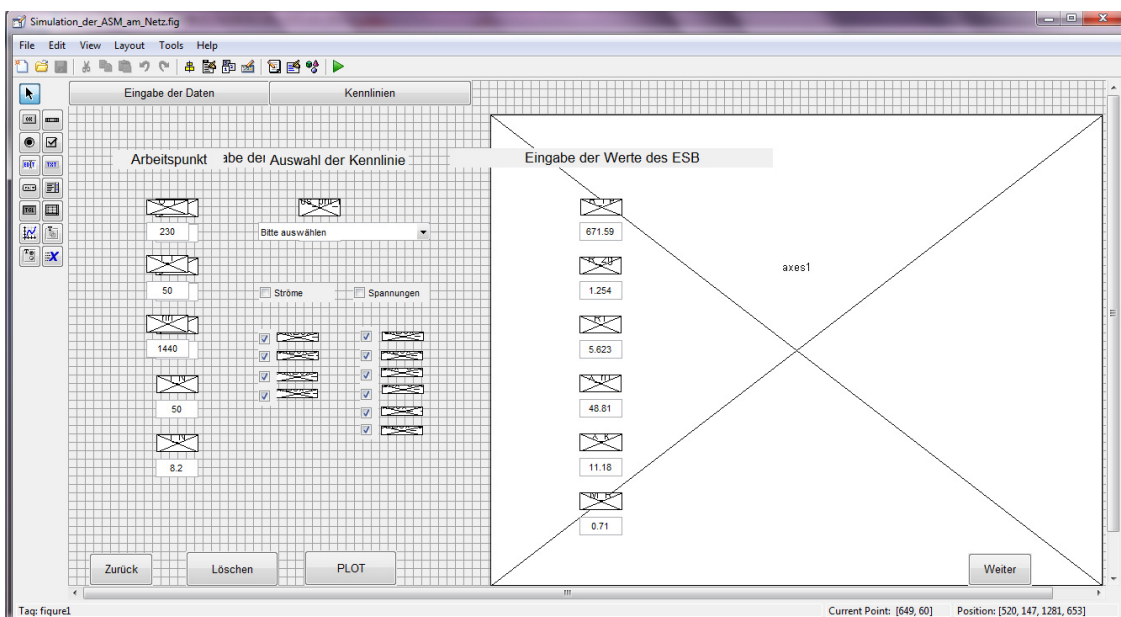 Simulation_der_ASM_am_Netz.fig
File Edit View Layout Tools Help
Eingabe der Daten Kennlinien
Arbeitspunkt Auswahl der Kennlinie Eingabe der Werte des ESB
230 Bitte auswählen 671.59
axes1
50 Ströme Spannungen 1.254
1440 5.623
50 48.81
8.2 11.18
0.71
Zurück Löschen PLOT Weiter
Tag: figure1 Current Point: [649, 60] Position: [520, 147, 1281, 653]